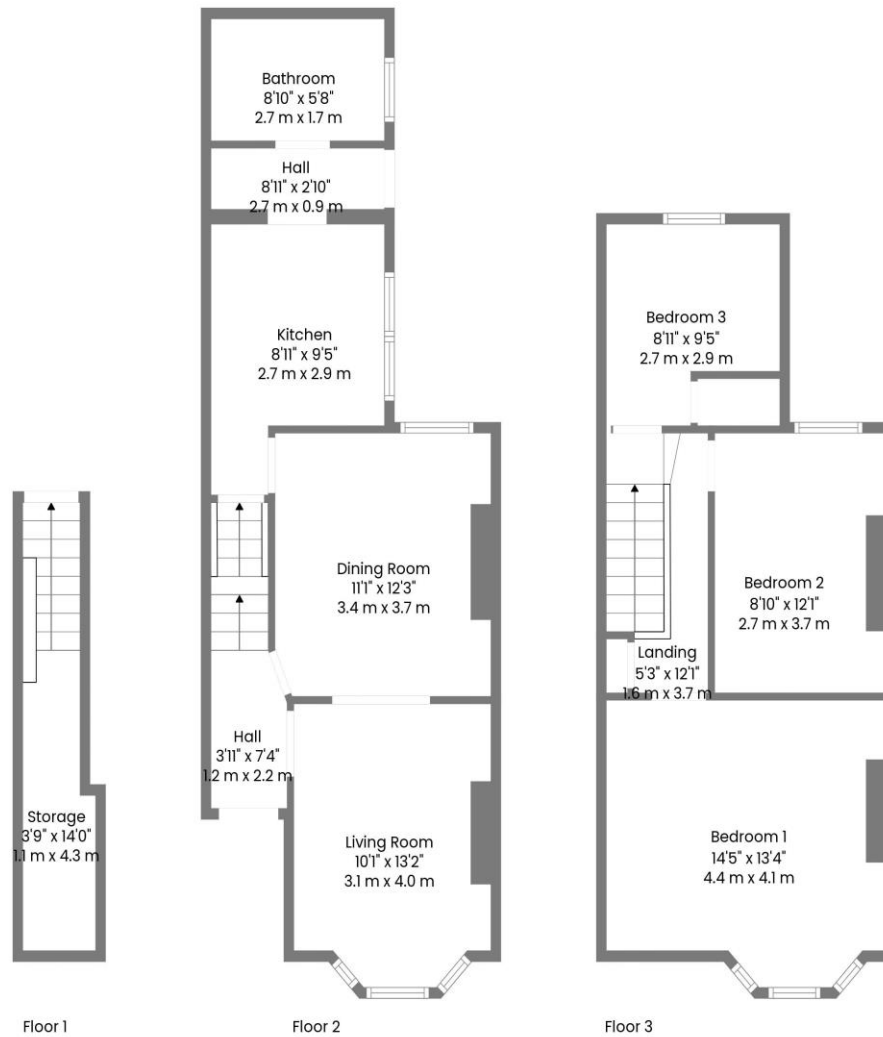 Bathroom
8'10" x 5'8"
2.7 m x 1.7 m
Hall
8'11" x 2'10"
2.7 m x 0.9 m
Kitchen
8'11" x 9'5"
2.7 m x 2.9 m
Bedroom 3
8'11" x 9'5"
2.7 m x 2.9 m
Dining Room
11'1" x 12'3"
3.4 m x 3.7 m
Bedroom 2
8'10" x 12'1"
2.7 m x 3.7 m
Landing
5'3" x 12'1"
1.6 m x 3.7 m
Hall
3'11" x 7'4"
1.2 m x 2.2 m
Storage
3'9" x 14'0"
1.1 m x 4.3 m
Living Room
10'1" x 13'2"
3.1 m x 4.0 m
Bedroom 1
14'5" x 13'4"
4.4 m x 4.1 m
Floor 1
Floor 2
Floor 3